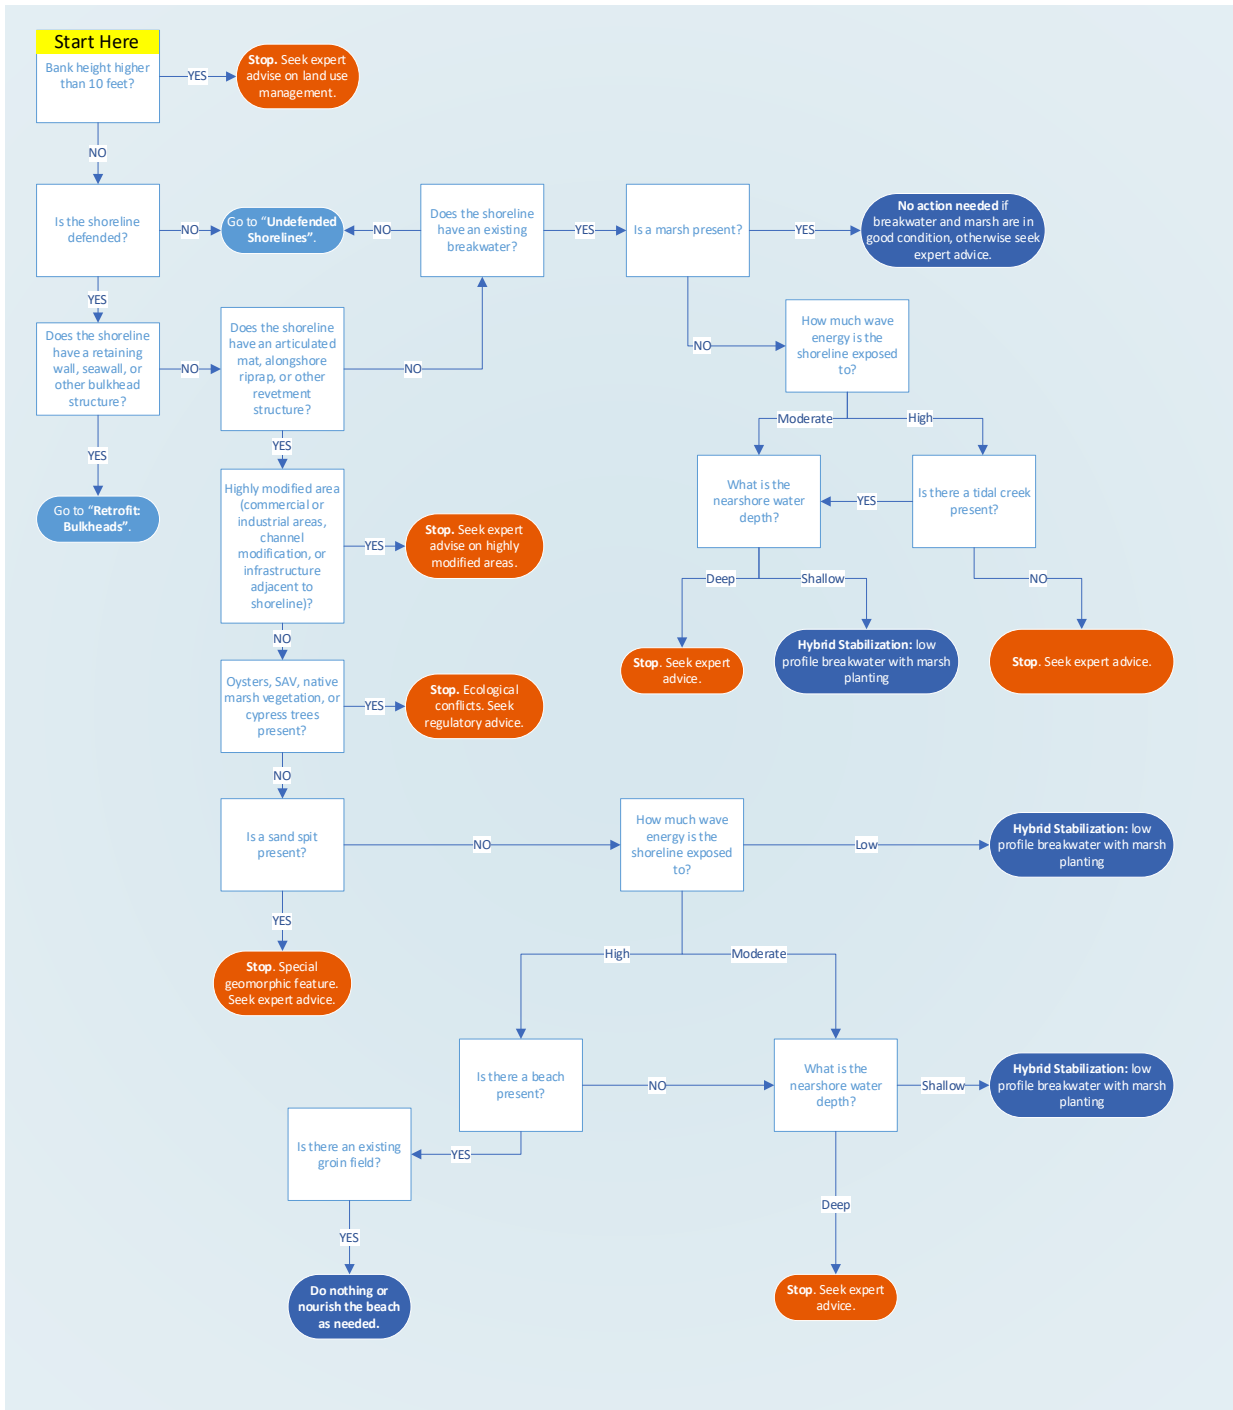 Start Here
Bank height higher
than 10 feet?
YES
Stop. Seek expert
advise on land use
management.
NO
Is the shoreline
defended?
NO
Go to “Undefended
Shorelines”.
NO
Does the shoreline
have an existing
breakwater?
YES
Is a marsh present?
YES
No action needed if
breakwater and marsh are in
good condition, otherwise seek
expert advice.
YES
Does the shoreline
have a retaining
wall, seawall, or
other bulkhead
structure?
NO
Does the shoreline
have an articulated
mat, alongshore
riprap, or other
revetment
structure?
NO
NO
How much wave
energy is the
shoreline exposed
to?
Moderate
High
YES
Go to “Retrofit:
Bulkheads”.
YES
Highly modified area
(commercial or
industrial areas,
channel
modification, or
infrastructure
adjacent to
shoreline)?
YES
Stop. Seek expert
advise on highly
modified areas.
What is the
nearshore water
depth?
YES
Is there a tidal creek
present?
Deep
Shallow
NO
Stop. Seek expert
advice.
Hybrid Stabilization: low
profile breakwater with marsh
planting
Stop. Seek expert advice.
NO
Oysters, SAV, native
marsh vegetation, or
cypress trees
present?
YES
Stop. Ecological
conflicts. Seek
regulatory advice.
NO
Is a sand spit
present?
NO
How much wave
energy is the
shoreline exposed
to?
Low
Hybrid Stabilization: low
profile breakwater with marsh
planting
YES
Stop. Special
geomorphic feature.
Seek expert advice.
High
Moderate
Is there a beach
present?
NO
What is the
nearshore water
depth?
Shallow
Hybrid Stabilization: low
profile breakwater with marsh
planting
YES
Is there an existing
groin field?
YES
Do nothing or
nourish the beach
as needed.
Deep
Stop. Seek expert
advice.